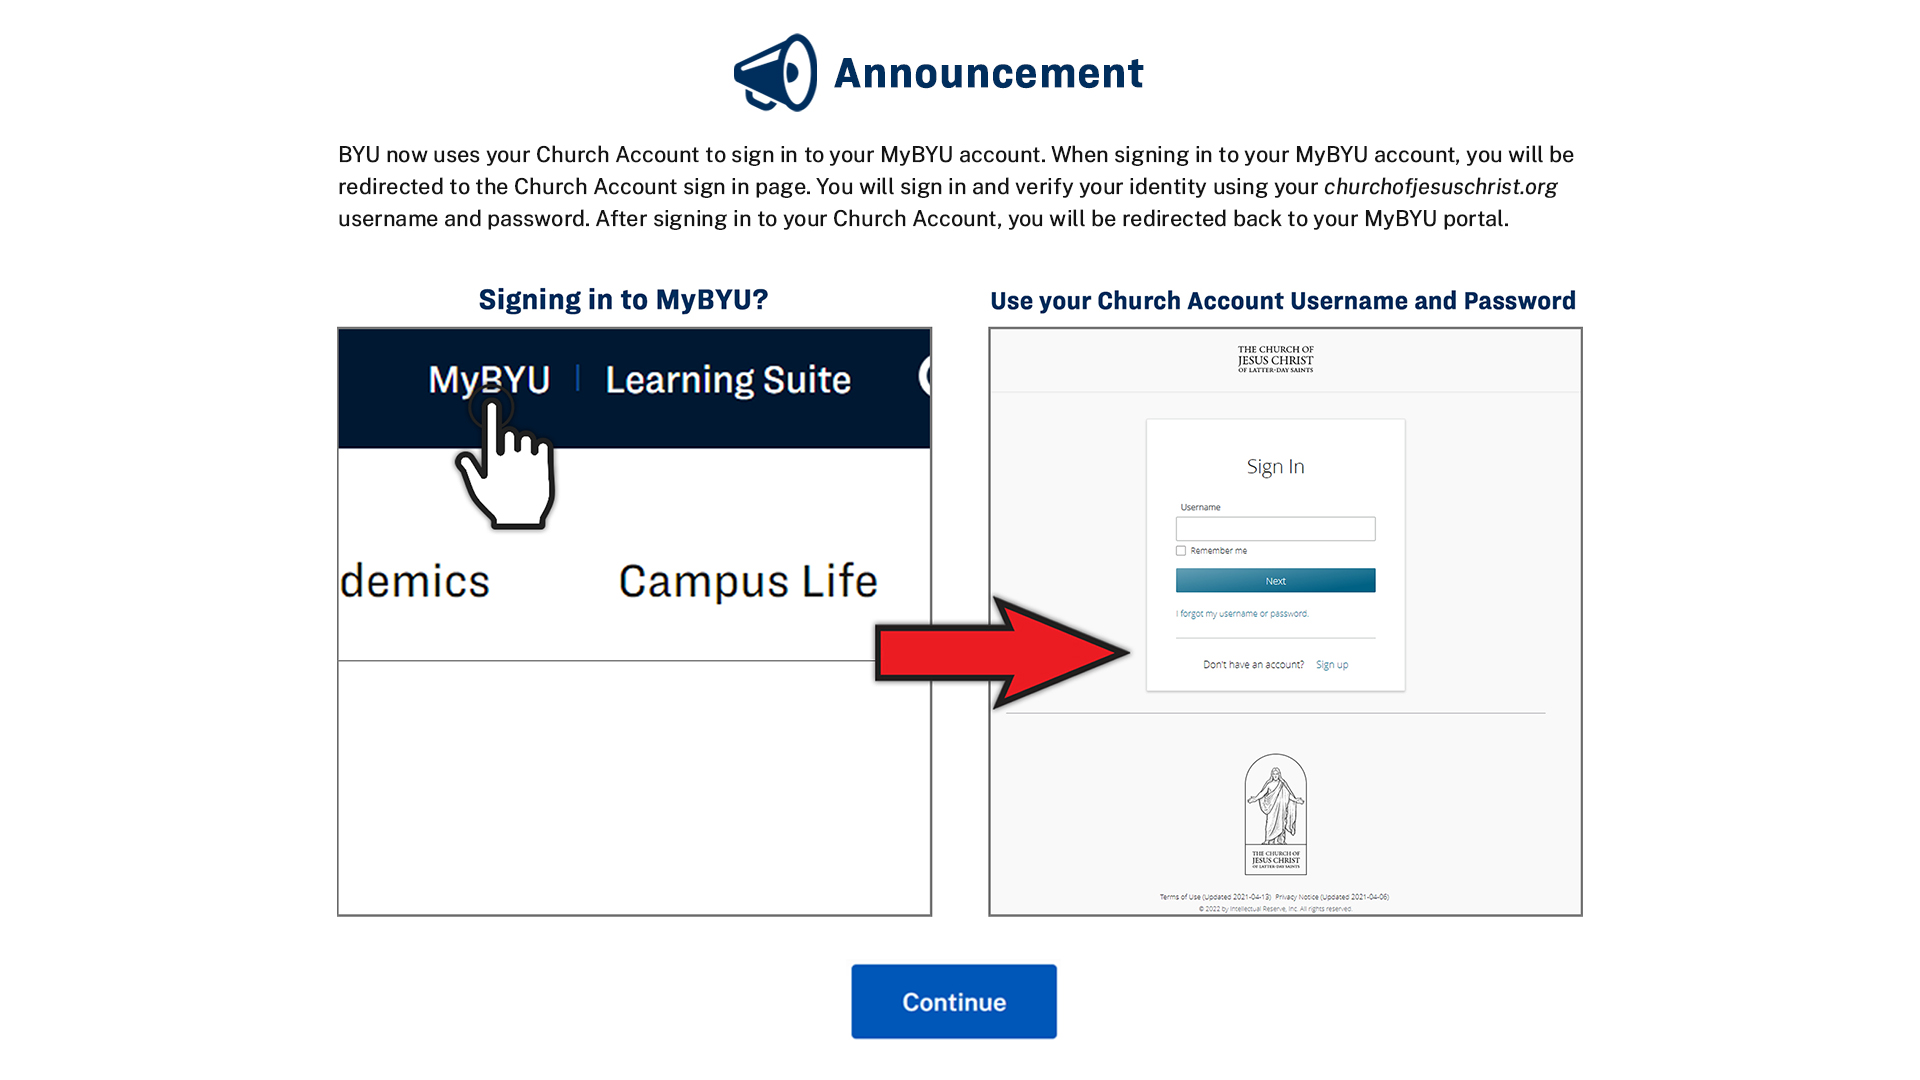 Announcement
BYU now uses your Church Account to sign in to your MyBYU account. When signing in to your MyBYU account, you will be
redirected to the Church Account sign in page. You will sign in and verify your identity using your churchofjesuschrist.org
username and password. After signing in to your Church Account, you will be redirected back to your MyBYU portal.
Signing in to MyBYU?
MyBYU | Learning Suite
demics Campus Life
Use your Church Account Username and Password
THE CHURCH OF
JESUS CHRIST
OF LATTER-DAY SAINTS
Sign In
Username
Remember me
Next
I forgot my username or password.
Don't have an account? Sign up
THE CHURCH OF
JESUS CHRIST
OF LATTER-DAY SAINTS
Terms of Use (Updated 2021-04-13) Privacy Notice (Updated 2021-04-06)
© 2022 by Intellectual Reserve, Inc. All rights reserved.
Continue